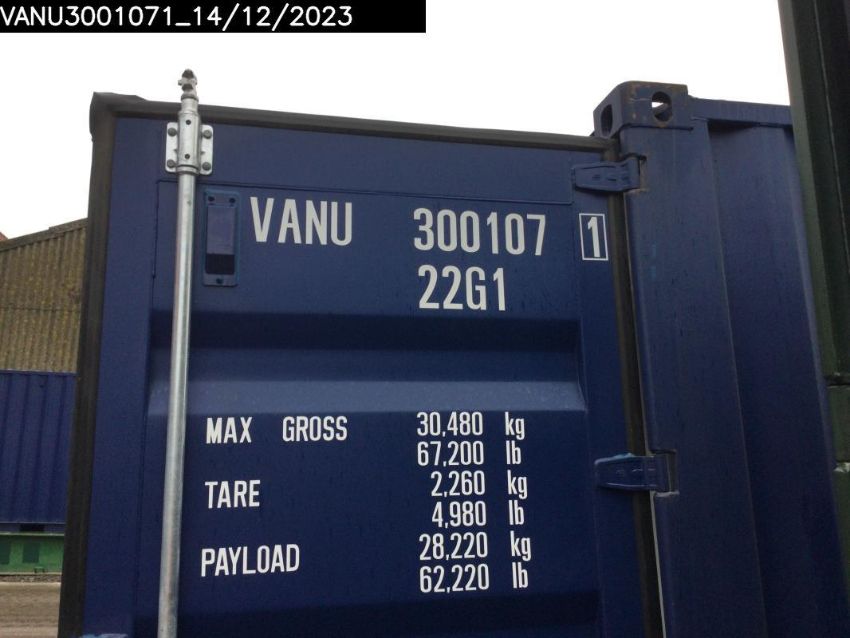 VANU3001071_14/12/2023
VANU 300107 1
22G1
MAX GROSS 30,480 kg
67,200 lb
TARE 2,260 kg
4,980 lb
PAYLOAD 28,220 kg
62,220 lb